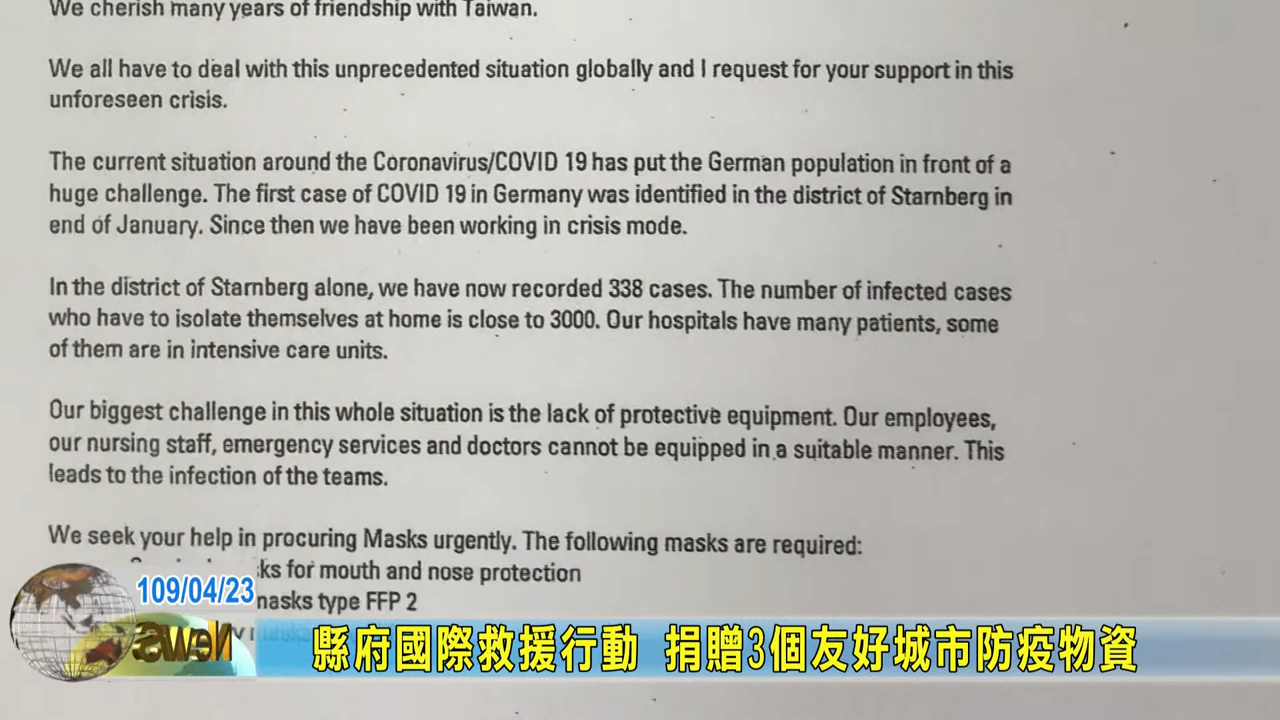 We cherish many years of friendship with Taiwan.
We all have to deal with this unprecedented situation globally and I request for your support in this
unforeseen crisis.
The current situation around the Coronavirus/COVID 19 has put the German population in front of a
huge challenge. The first case of COVID 19 in Germany was identified in the district of Starnberg in
end of January. Since then we have been working in crisis mode.
In the district of Starnberg alone, we have now recorded 338 cases. The number of infected cases
who have to isolate themselves at home is close to 3000. Our hospitals have many patients, some
of them are in intensive care units.
Our biggest challenge in this whole situation is the lack of protective equipment. Our employees,
our nursing staff, emergency services and doctors cannot be equipped in a suitable manner. This
leads to the infection of the teams.
We seek your help in procuring Masks urgently. The following masks are required:
for mouth and nose protection
type FFP 2
109/04/23
News
縣府國際救援行動 捐贈3個友好城市防疫物資